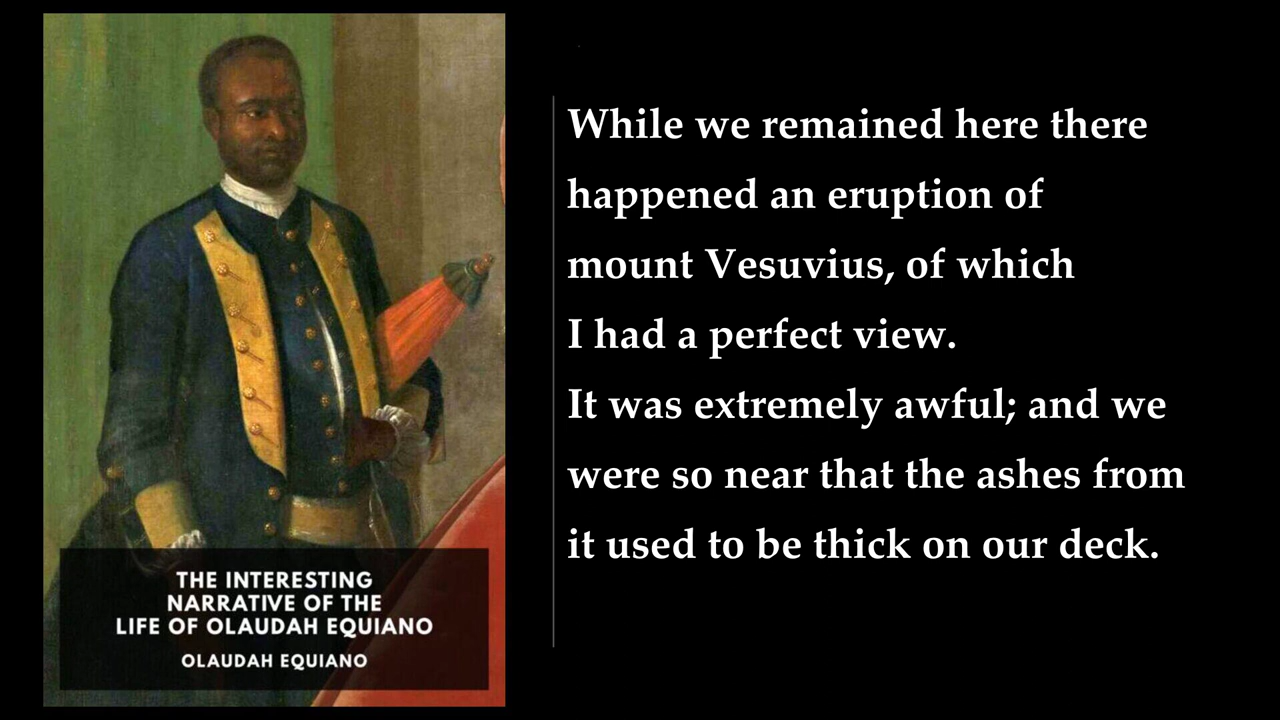 THE INTERESTING
NARRATIVE OF THE
LIFE OF OLAUDAH EQUIANO
OLAUDAH EQUIANO
While we remained here there
happened an eruption of
mount Vesuvius, of which
I had a perfect view.
It was extremely awful; and we
were so near that the ashes from
it used to be thick on our deck.